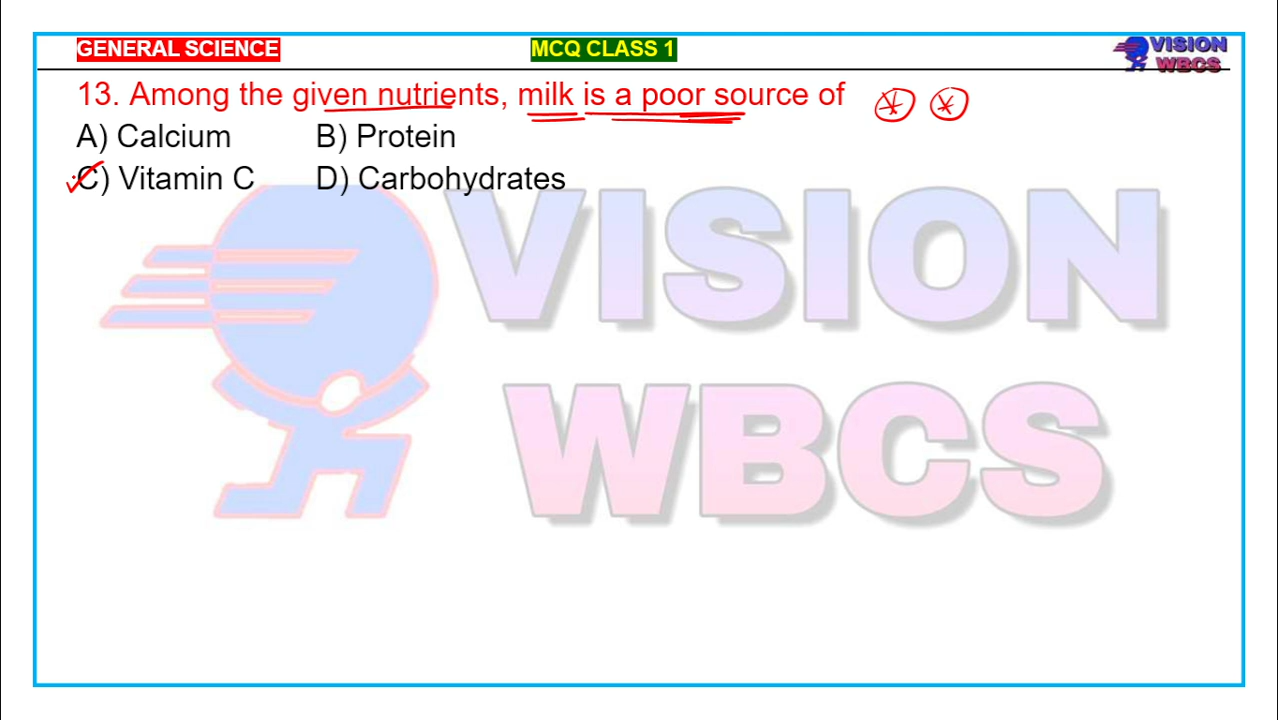 GENERAL SCIENCE
MCQ CLASS 1
VISION
WBCS
13. Among the given nutrients, milk is a poor source of
A) Calcium B) Protein
C) Vitamin C D) Carbohydrates
VISION
WBCS